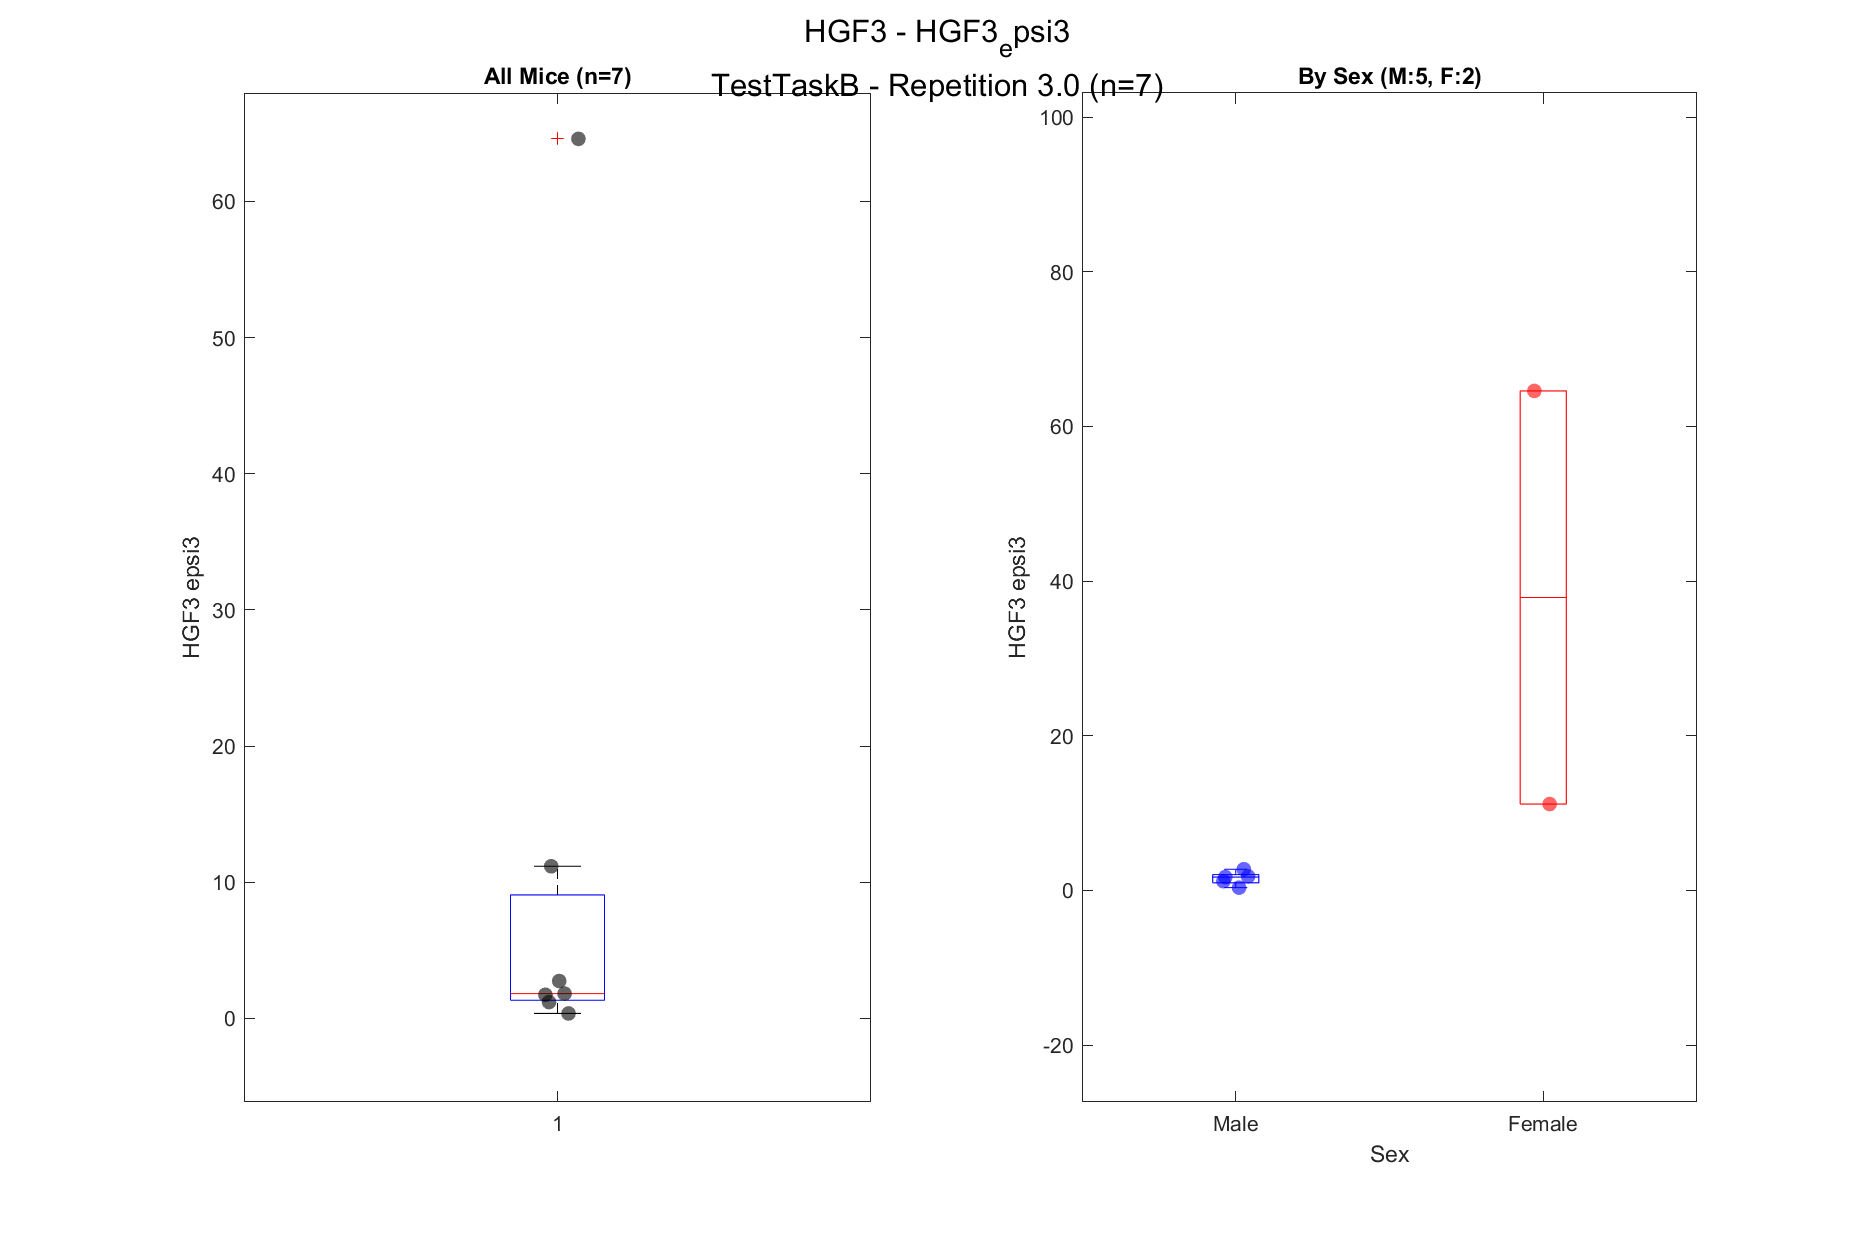 HGF3 - HGF3epsi3
TestTaskB - Repetition 3.0 (n=7)
All Mice (n=7)
60
50
40
30
20
10
0
HGF3 epsi3
1
By Sex (M:5, F:2)
100
80
60
40
20
0
-20
HGF3 epsi3
Male
Female
Sex